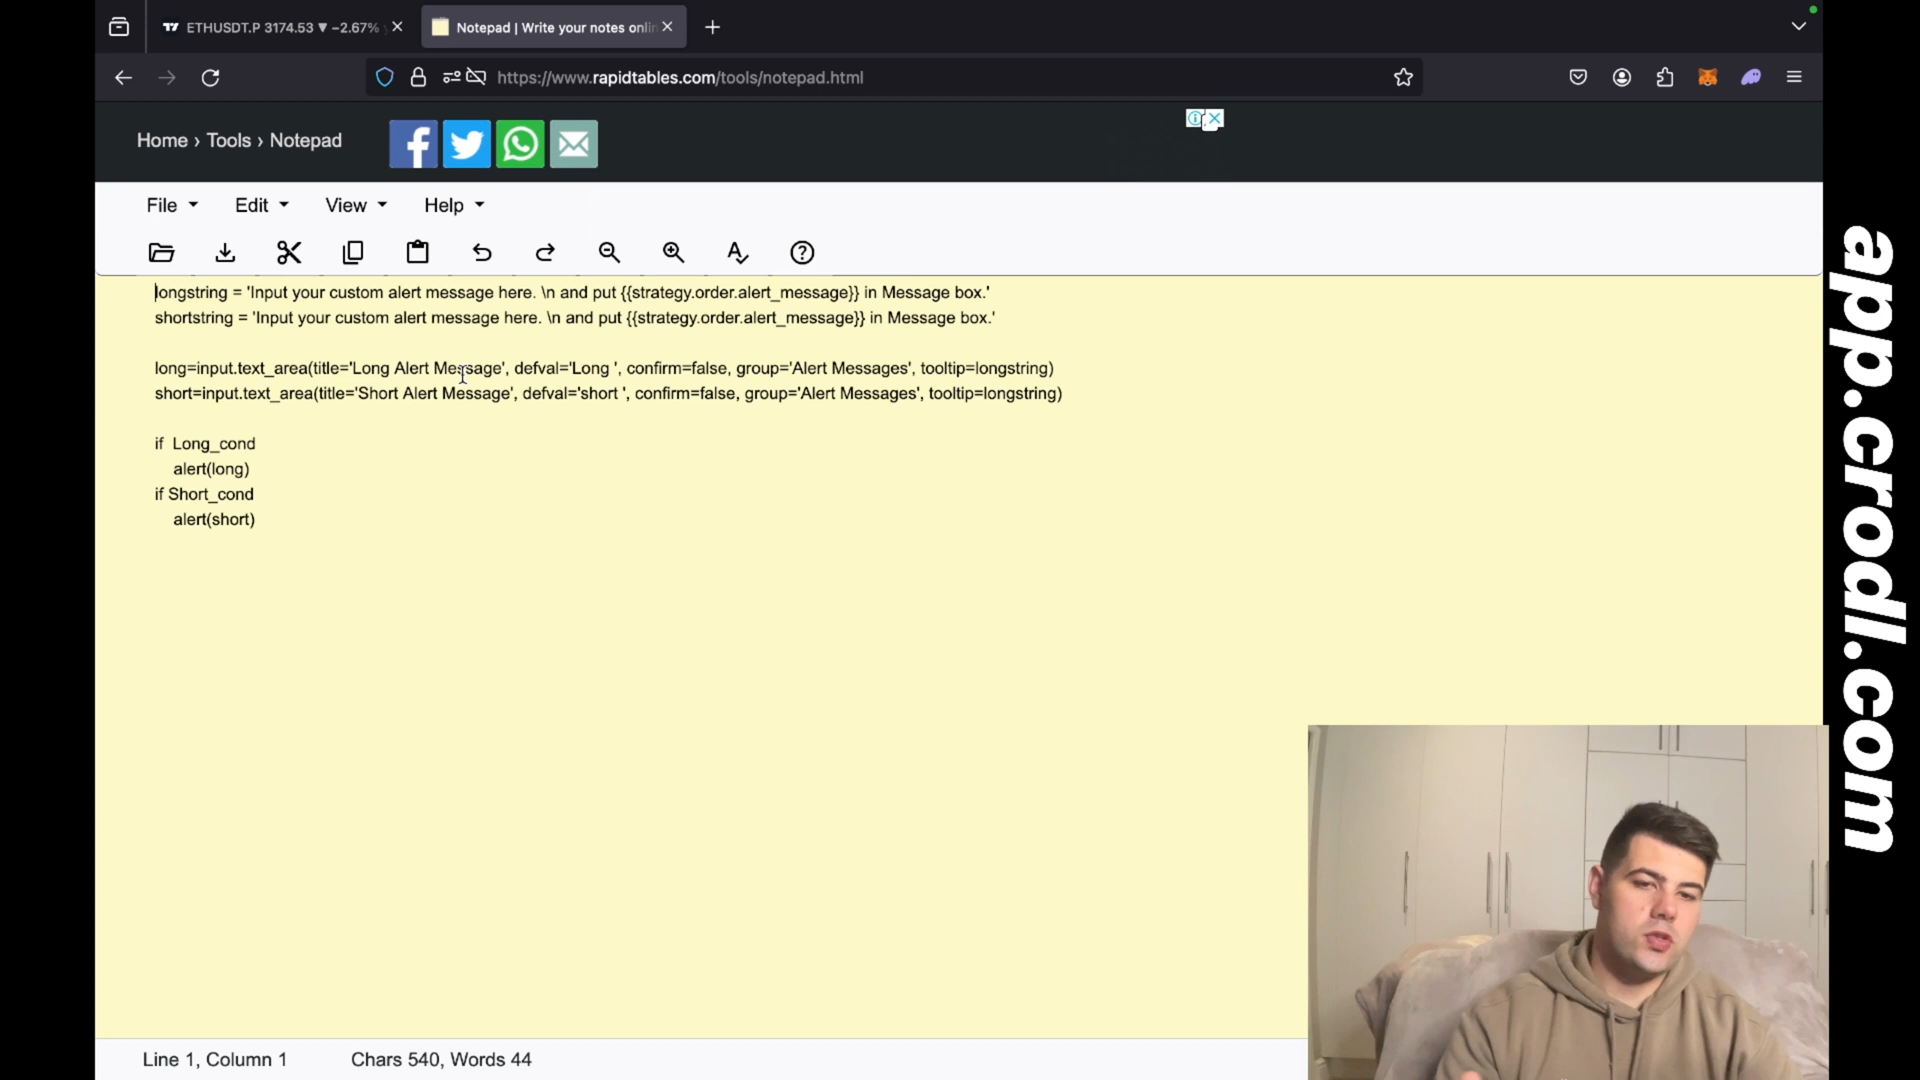 ETHUSDT.P 3174.53 ▼ −2.67%
Notepad | Write your notes onlin
https://www.rapidtables.com/tools/notepad.html
Home › Tools › Notepad
File Edit View Help
longstring = 'Input your custom alert message here. \n and put {{strategy.order.alert_message}} in Message box.'
shortstring = 'Input your custom alert message here. \n and put {{strategy.order.alert_message}} in Message box.'
long=input.text_area(title='Long Alert Message', defval='Long ', confirm=false, group='Alert Messages', tooltip=longstring)
short=input.text_area(title='Short Alert Message', defval='short ', confirm=false, group='Alert Messages', tooltip=longstring)
if Long_cond
alert(long)
if Short_cond
alert(short)
Line 1, Column 1
Chars 540, Words 44
app.crodl.com